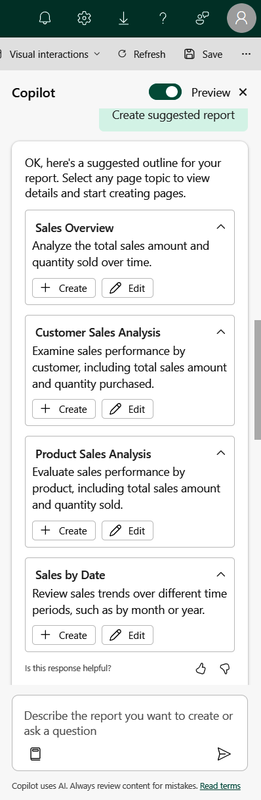 Visual interactions
Refresh
Save
Copilot
Preview
Create suggested report
OK, here's a suggested outline for your
report. Select any page topic to view
details and start creating pages.
Sales Overview
Analyze the total sales amount and
quantity sold over time.
Create
Edit
Customer Sales Analysis
Examine sales performance by
customer, including total sales amount
and quantity purchased.
Create
Edit
Product Sales Analysis
Evaluate sales performance by
product, including total sales amount
and quantity sold.
Create
Edit
Sales by Date
Review sales trends over different time
periods, such as by month or year.
Create
Edit
Is this response helpful?
Describe the report you want to create or
ask a question
Copilot uses AI. Always review content for mistakes. Read terms